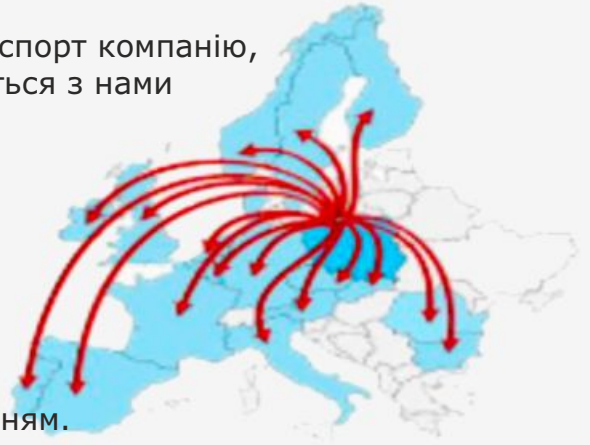 спорт компанію,
ться з нами
ням.